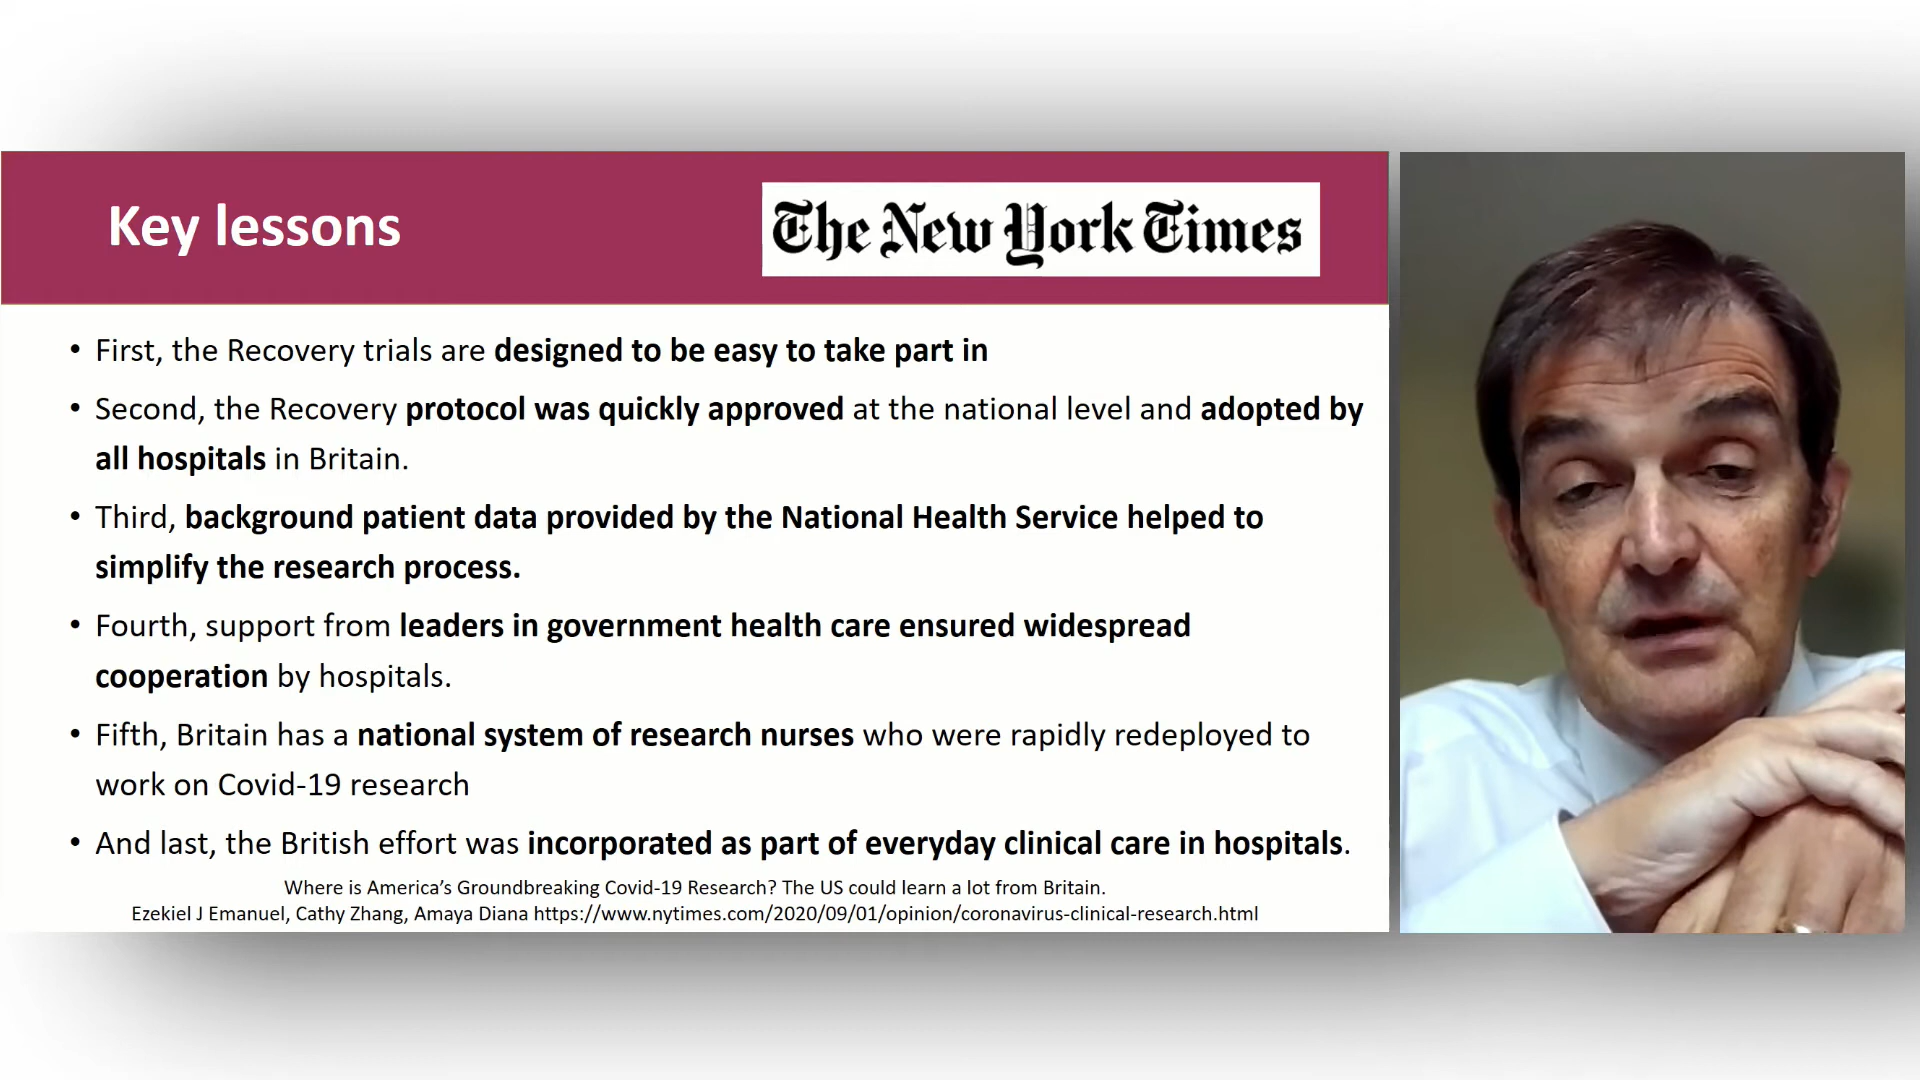 Key lessons
The New York Times
• First, the Recovery trials are designed to be easy to take part in
• Second, the Recovery protocol was quickly approved at the national level and adopted by
all hospitals in Britain.
• Third, background patient data provided by the National Health Service helped to
simplify the research process.
• Fourth, support from leaders in government health care ensured widespread
cooperation by hospitals.
• Fifth, Britain has a national system of research nurses who were rapidly redeployed to
work on Covid-19 research
• And last, the British effort was incorporated as part of everyday clinical care in hospitals.
Where is America’s Groundbreaking Covid-19 Research? The US could learn a lot from Britain.
Ezekiel J Emanuel, Cathy Zhang, Amaya Diana https://www.nytimes.com/2020/09/01/opinion/coronavirus-clinical-research.html